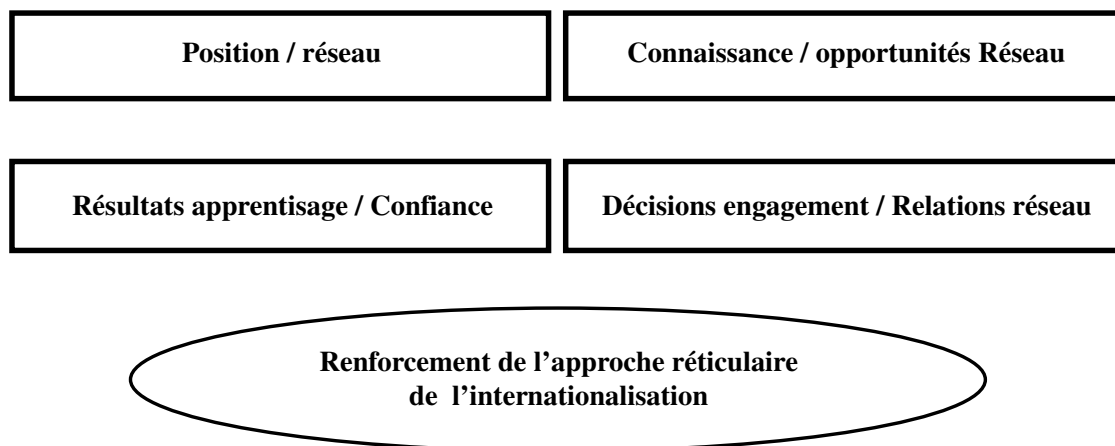 Position / réseau
Connaissance / opportunités Réseau
Résultats apprentisage / Confiance
Décisions engagement / Relations réseau
Renforcement de l’approche réticulaire
de l’internationalisation